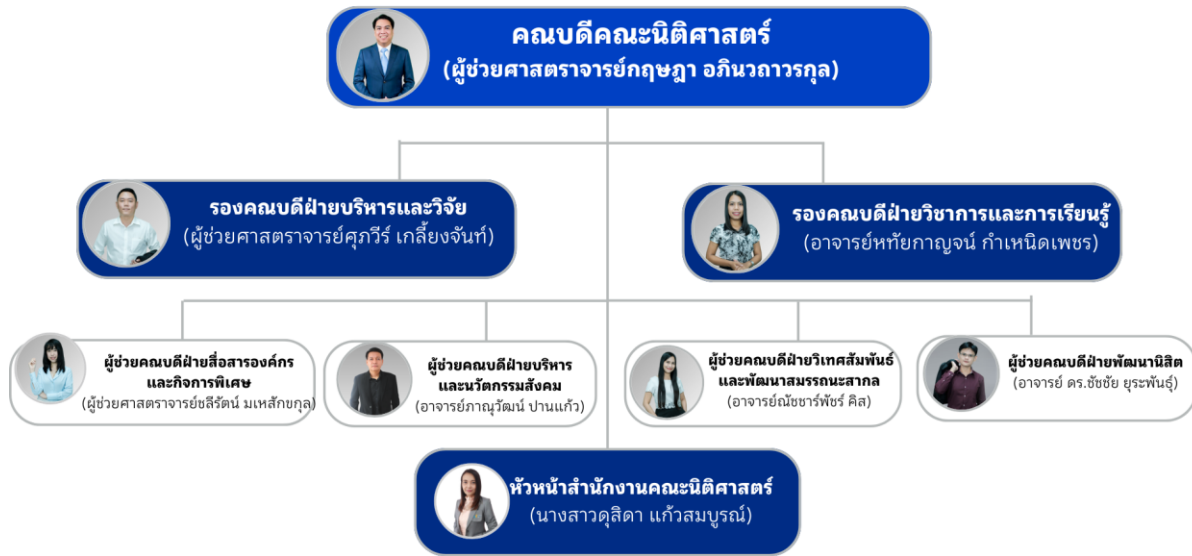 คณบดีคณะนิติศาสตร์
(ผู้ช่วยศาสตราจารย์กฤษฎา อภินวถาวรกุล)
รองคณบดีฝ่ายบริหารและวิจัย
(ผู้ช่วยศาสตราจารย์ศุภวีร์ เกลี้ยงจันท์)
รองคณบดีฝ่ายวิชาการและการเรียนรู้
(อาจารย์หทัยกาญจน์ กำเหนิดเพชร)
ผู้ช่วยคณบดีฝ่ายสื่อสารองค์กร
และกิจการพิเศษ
(ผู้ช่วยศาสตราจารย์ชลีรัตน์ มเหสักขกุล)
ผู้ช่วยคณบดีฝ่ายบริหาร
และนวัตกรรมสังคม
(อาจารย์ภาณุวัฒน์ ปานแก้ว)
ผู้ช่วยคณบดีฝ่ายวิเทศสัมพันธ์
และพัฒนาสมรรถนะสากล
(อาจารย์ณัชชาร์พัชร์ คิส)
ผู้ช่วยคณบดีฝ่ายพัฒนานิสิต
(อาจารย์ ดร.ชัชชัย ยุระพันธุ์)
หัวหน้าสำนักงานคณะนิติศาสตร์
(นางสาวดุสิดา แก้วสมบูรณ์)